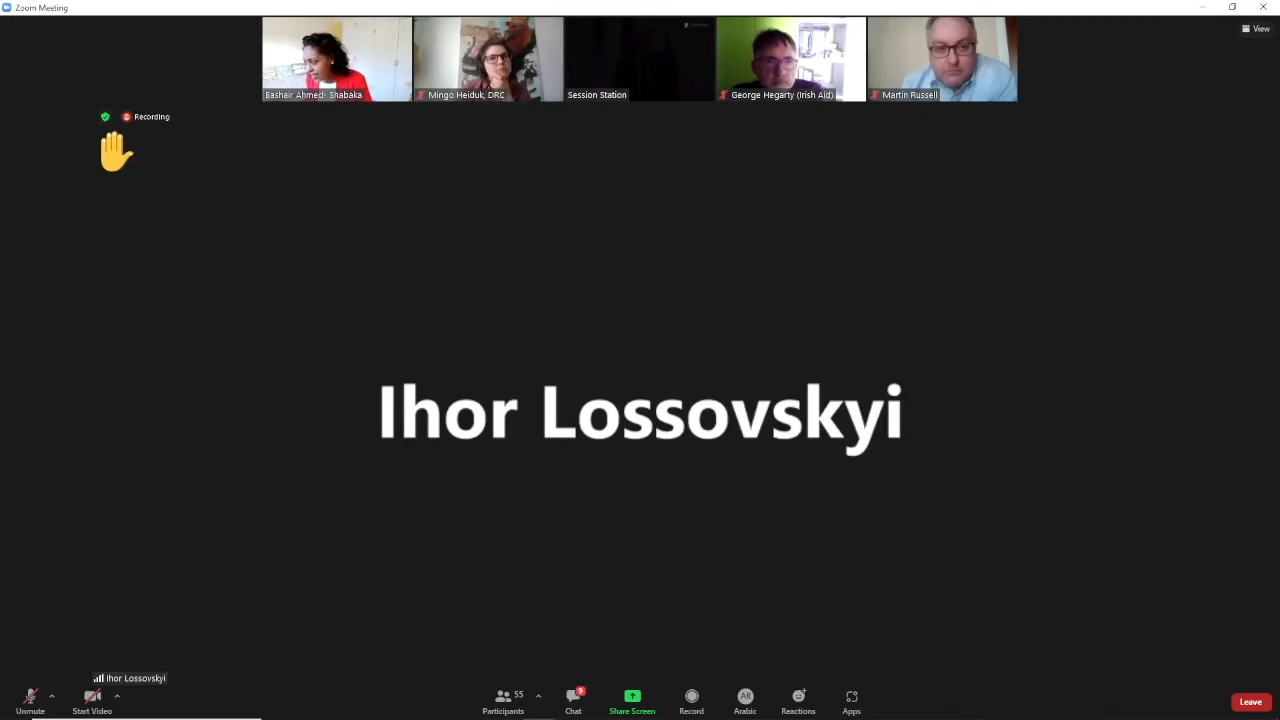 Zoom Meeting
View
Bashair Ahmed- Shabaka
Mingo Heiduk, DRC
Session Station
George Hegarty (Irish Aid)
Martin Russell
Recording
Ihor Lossovskyi
Ihor Lossovskyi
Unmute
Start Video
55
Participants
9
Chat
Share Screen
Record
AR
Arabic
Reactions
Apps
Leave